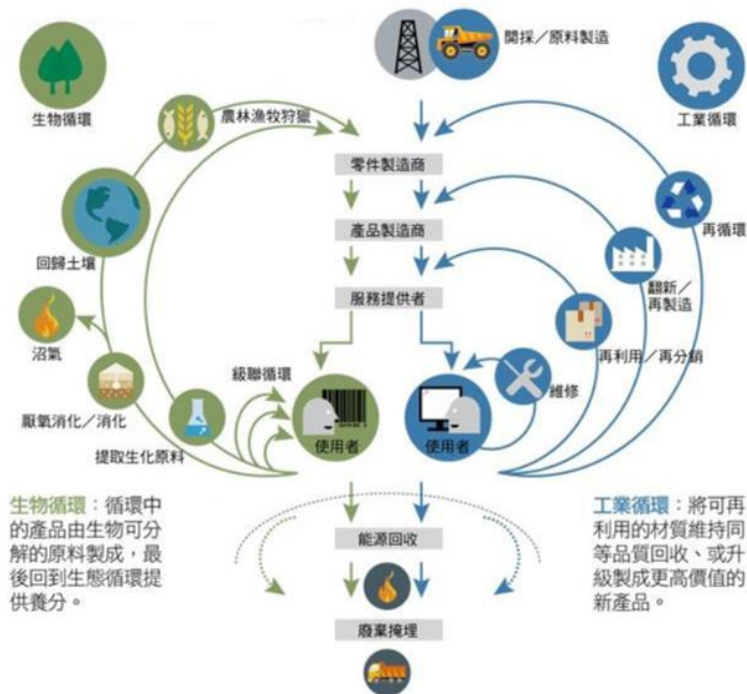 開採／原料製造
生物循環
農林漁牧狩獵
工業循環
零件製造商
再循環
產品製造商
回歸土壤
翻新／
再製造
服務提供者
沼氣
再利用／再分銷
級聯循環
維修
厭氧消化／消化
使用者
使用者
提取生化原料
生物循環：循環中
的產品由生物可分
解的原料製成，最
後回到生態循環提
供養分。
工業循環：將可再
利用的材質維持同
等品質回收、或升
級製成更高價值的
新產品。
能源回收
廢棄掩埋